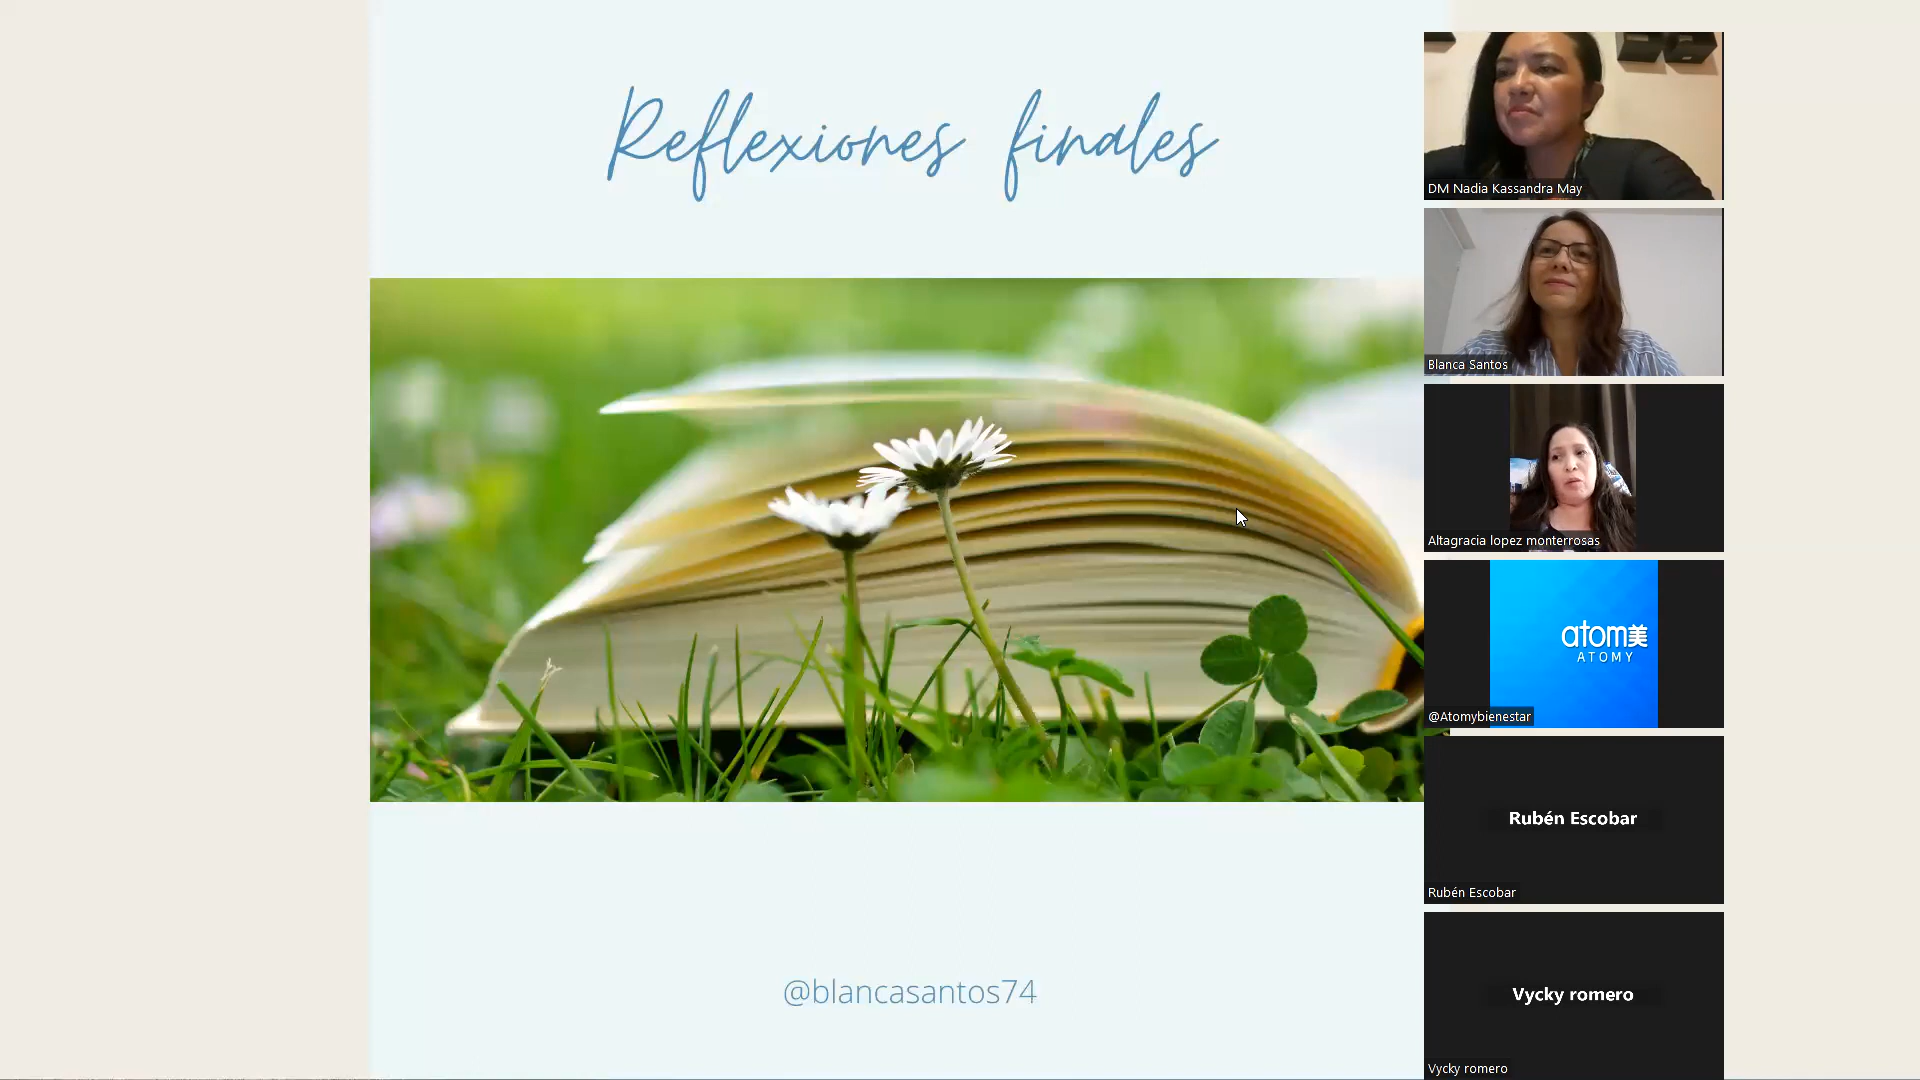 Reflexiones finales
@blancasantos74
DM Nadia Kassandra May
Blanca Santos
Altagracia lopez monterrosas
atom美
ATOMY
@Atomybienestar
Rubén Escobar
Rubén Escobar
Vycky romero
Vycky romero